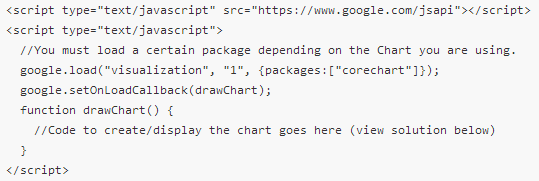 <script type="text/javascript" src="https://www.google.com/jsapi"></script>
<script type="text/javascript">
  //You must load a certain package depending on the Chart you are using.
  google.load("visualization", "1", {packages:["corechart"]});
  google.setOnLoadCallback(drawChart);
  function drawChart() {
    //Code to create/display the chart goes here (view solution below)
  }
</script>